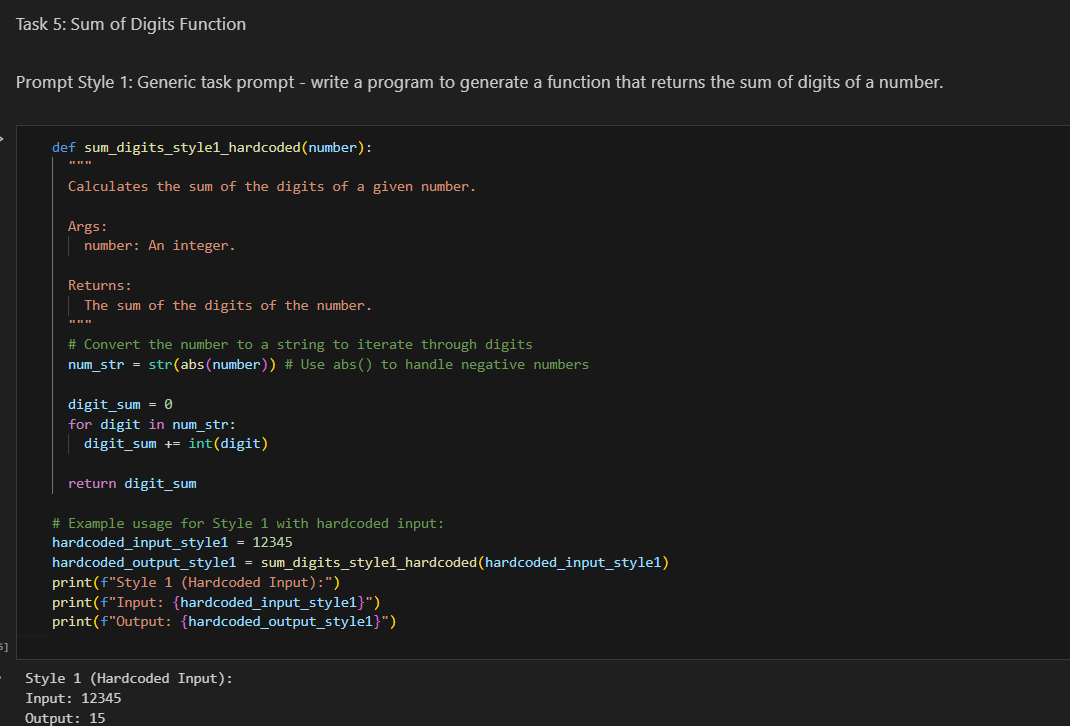 Task 5: Sum of Digits Function
Prompt Style 1: Generic task prompt - write a program to generate a function that returns the sum of digits of a number.
def sum_digits_style1_hardcoded(number):
"""
Calculates the sum of the digits of a given number.
Args:
number: An integer.
Returns:
The sum of the digits of the number.
"""
# Convert the number to a string to iterate through digits
num_str = str(abs(number)) # Use abs() to handle negative numbers
digit_sum = 0
for digit in num_str:
digit_sum += int(digit)
return digit_sum
# Example usage for Style 1 with hardcoded input:
hardcoded_input_style1 = 12345
hardcoded_output_style1 = sum_digits_style1_hardcoded(hardcoded_input_style1)
print(f"Style 1 (Hardcoded Input):")
print(f"Input: {hardcoded_input_style1}")
print(f"Output: {hardcoded_output_style1}")
Style 1 (Hardcoded Input):
Input: 12345
Output: 15